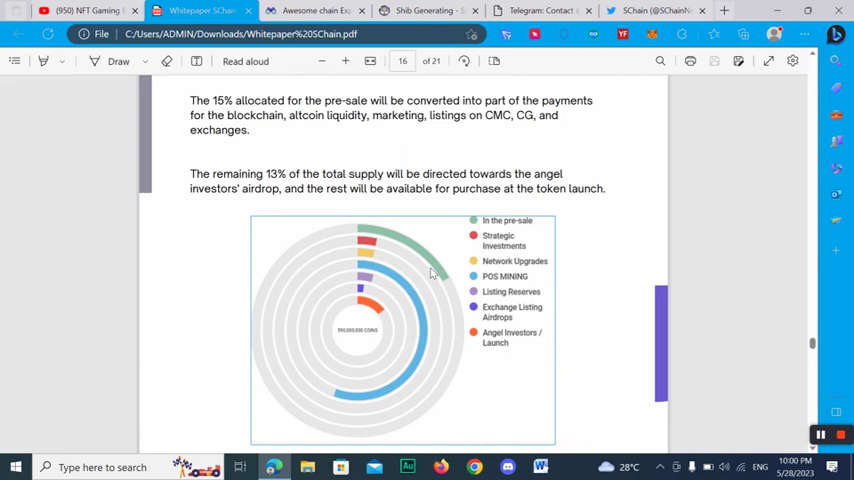 (950) NFT Gaming
Whitepaper SChain
Awesome chain Exp
Shib Generating - S
Telegram: Contact
SChain (@SChainN
File
C:/Users/ADMIN/Downloads/Whitepaper%20SChain.pdf
YF
Draw
Read aloud
16
of 21
The 15% allocated for the pre-sale will be converted into part of the payments
for the blockchain, altcoin liquidity, marketing, listings on CMC, CG, and
exchanges.
The remaining 13% of the total supply will be directed towards the angel
investors' airdrop, and the rest will be available for purchase at the token launch.
In the pre-sale
Strategic
Investments
Network Upgrades
POS MINING
Listing Reserves
Exchange Listing
Airdrops
Angel Investors /
Launch
Type here to search
Au
W
28°C
ENG
10:00 PM
5/28/2023